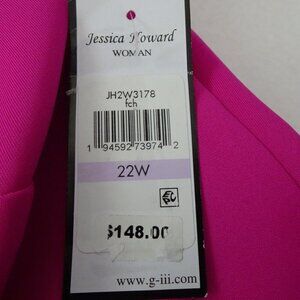 Jessica Howard
WOMAN
JH2W3178
fch
1 94592 73974 2
22W
$148.00
www.g-iii.com